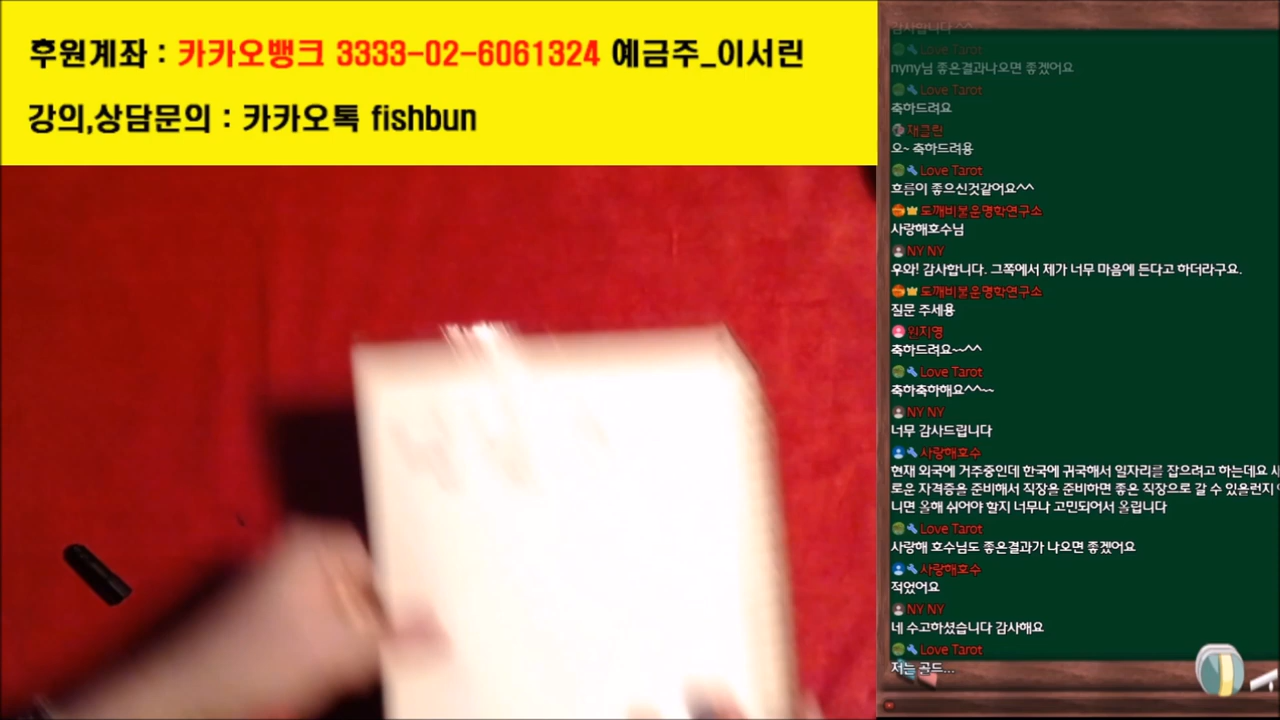 후원계좌 : 카카오뱅크 3333-02-6061324 예금주_이서린
강의,상담문의 : 카카오톡 fishbun
감사합니다 ^^
Love Tarot
nyny님 좋은결과나오면 좋겠어요
Love Tarot
축하드려요
재클린
오~ 축하드려용
Love Tarot
흐름이 좋으신것같어요^^
도깨비불운명학연구소
사랑해호수님
NY NY
우와! 감사합니다. 그쪽에서 제가 너무 마음에 든다고 하더라구요.
도깨비불운명학연구소
질문 주세용
원지영
축하드려요~~^^
Love Tarot
축하축하해요^^~~
NY NY
너무 감사드립니다
사랑해호수
현재 외국에 거주중인데 한국에 귀국해서 일자리를 잡으려고 하는데요 새
로운 자격증을 준비해서 직장을 준비하면 좋은 직장으로 갈 수 있을런지
니면 올해 쉬어야 할지 너무나 고민되어서 올립니다
Love Tarot
사랑해 호수님도 좋은결과가 나오면 좋겠어요
사랑해호수
적었어요
NY NY
네 수고하셨습니다 감사해요
Love Tarot
저는 곧드...